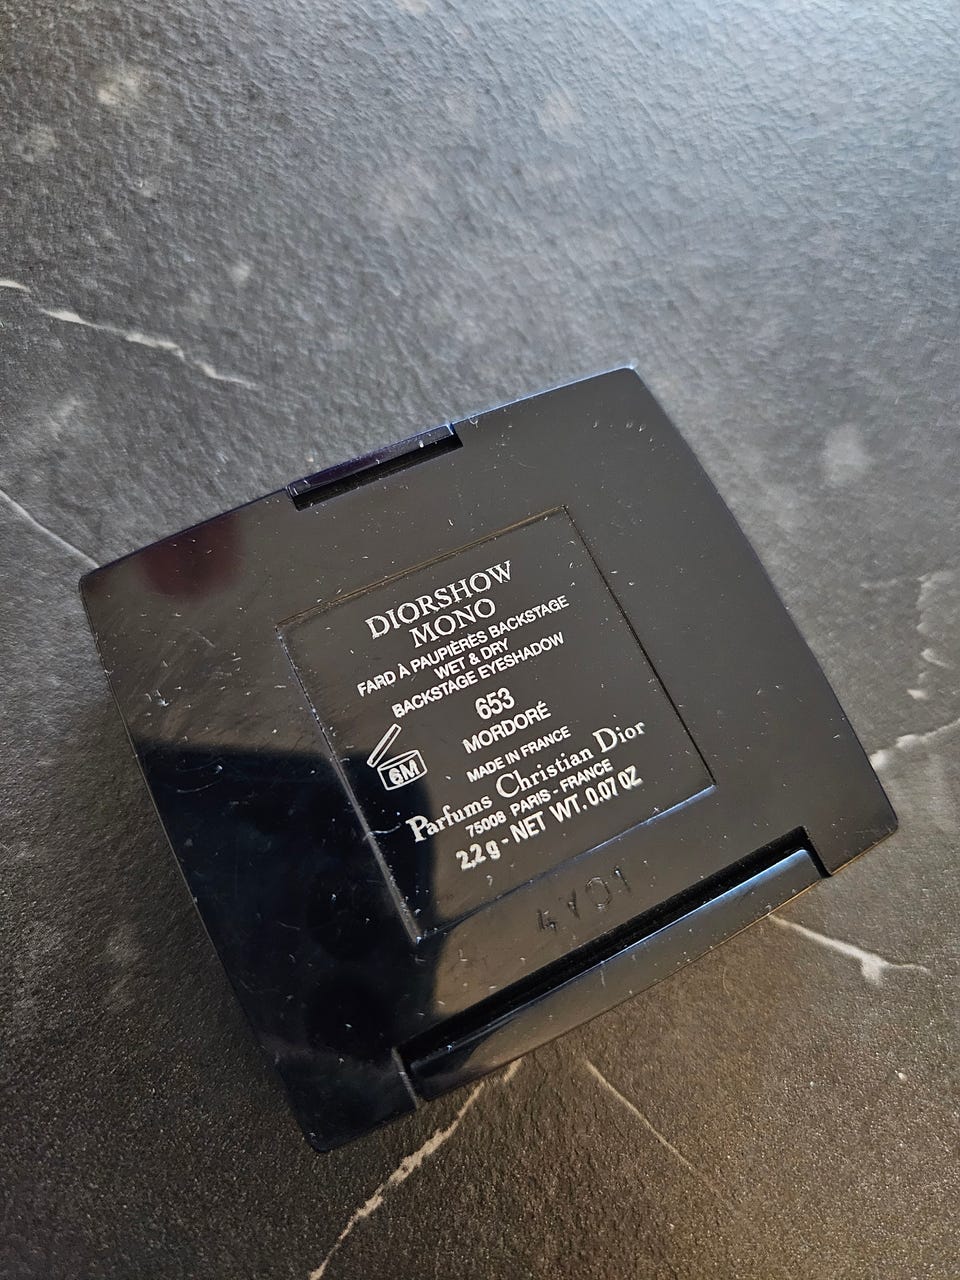 DIORSHOW
MONO
FARD À PAUPIÈRES BACKSTAGE
WET & DRY
BACKSTAGE EYESHADOW
653
MORDORÉ
6M
MADE IN FRANCE
Parfums Christian Dior
75008 PARIS - FRANCE
2,2 g - NET WT. 0.07 OZ
4Y01